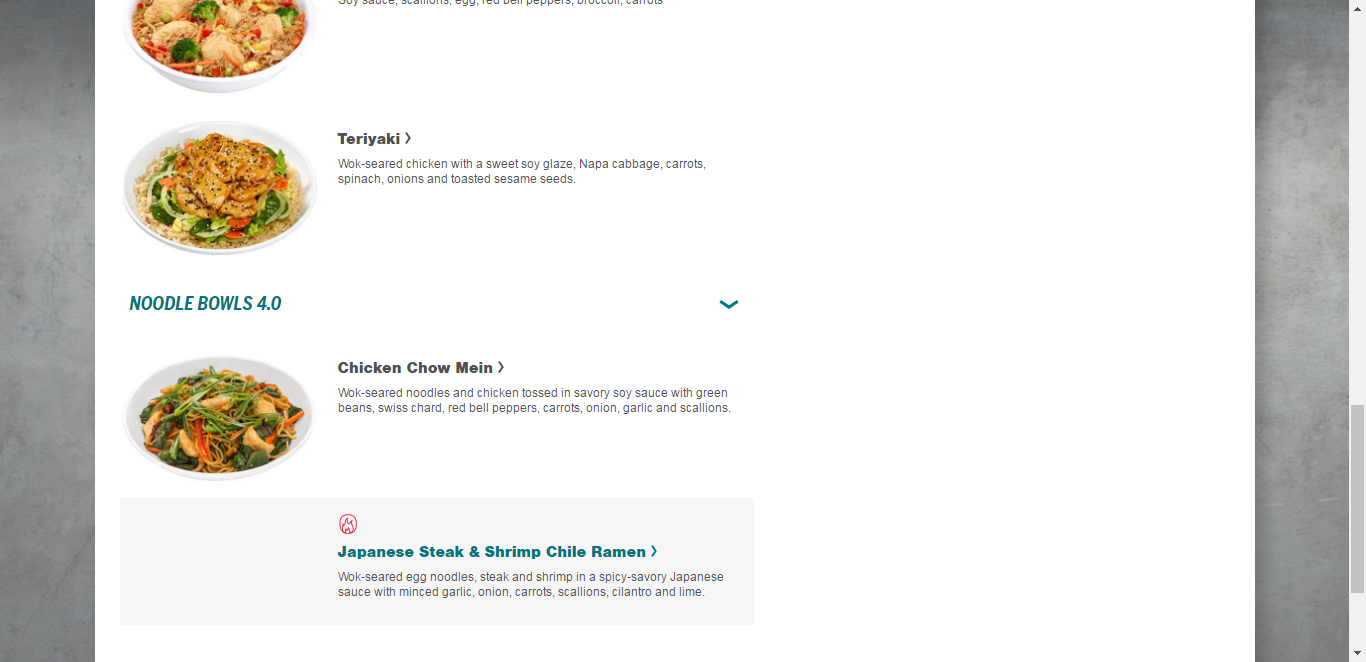 Soy sauce, scallions, egg, red bell peppers, broccoli, carrots
Teriyaki
Wok-seared chicken with a sweet soy glaze, Napa cabbage, carrots,
spinach, onions and toasted sesame seeds.
NOODLE BOWLS 4.0
Chicken Chow Mein
Wok-seared noodles and chicken tossed in savory soy sauce with green
beans, swiss chard, red bell peppers, carrots, onion, garlic and scallions.
Japanese Steak & Shrimp Chile Ramen
Wok-seared egg noodles, steak and shrimp in a spicy-savory Japanese
sauce with minced garlic, onion, carrots, scallions, cilantro and lime.